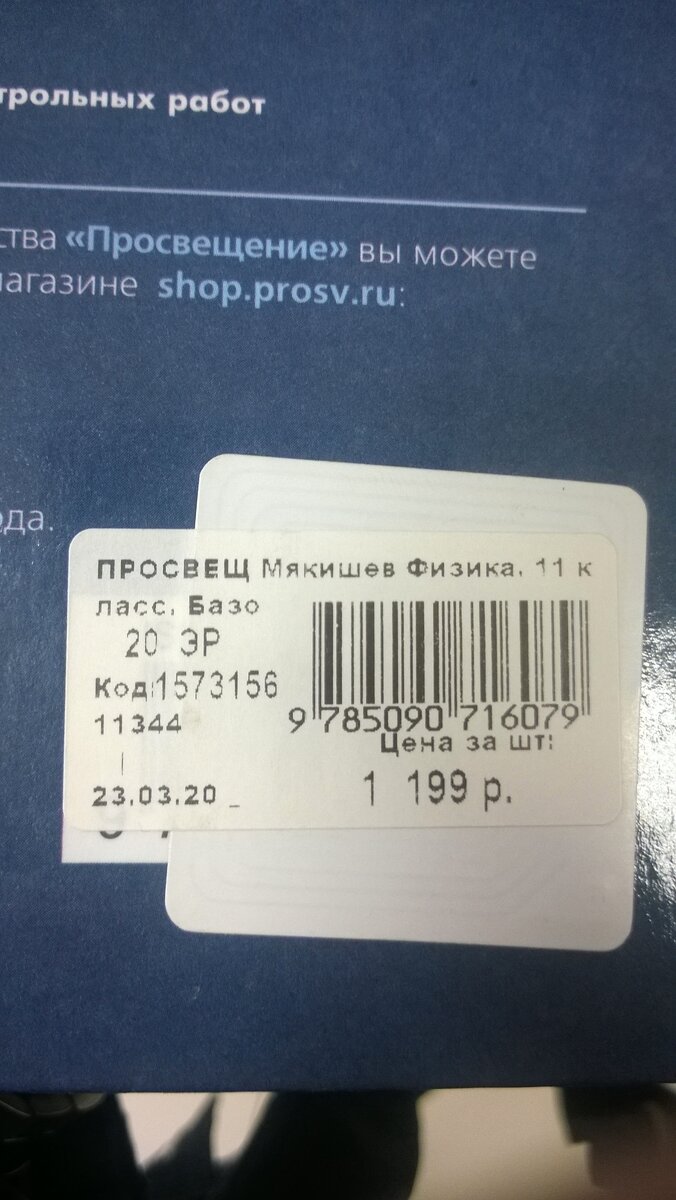 трольных работ
ства «Просвещение» вы можете
магазине shop.prosv.ru:
ода.
ПРОСВЕЩ Мякишев Физика. 11 к
ласс. Базо
20 ЭР
Код:1573156
11344
9 785090 716079
Цена за шт:
23.03.20 _
1 199 р.